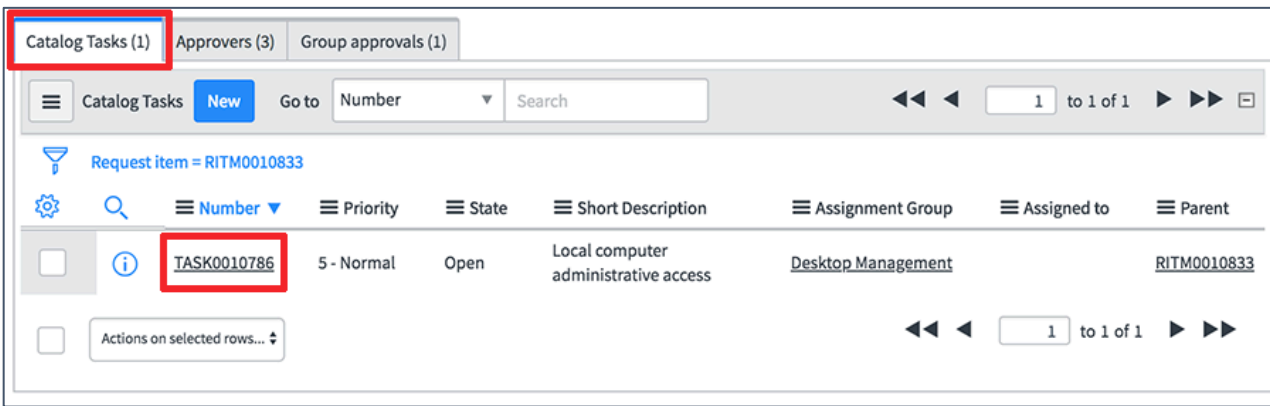 Catalog Tasks (1) Approvers (3) Group approvals (1)
Catalog Tasks New Go to Number Search 1 to 1 of 1
Request item = RITM0010833
Number Priority State Short Description Assignment Group Assigned to Parent
TASK0010786 5 - Normal Open Local computer administrative access Desktop Management RITM0010833
Actions on selected rows... 1 to 1 of 1